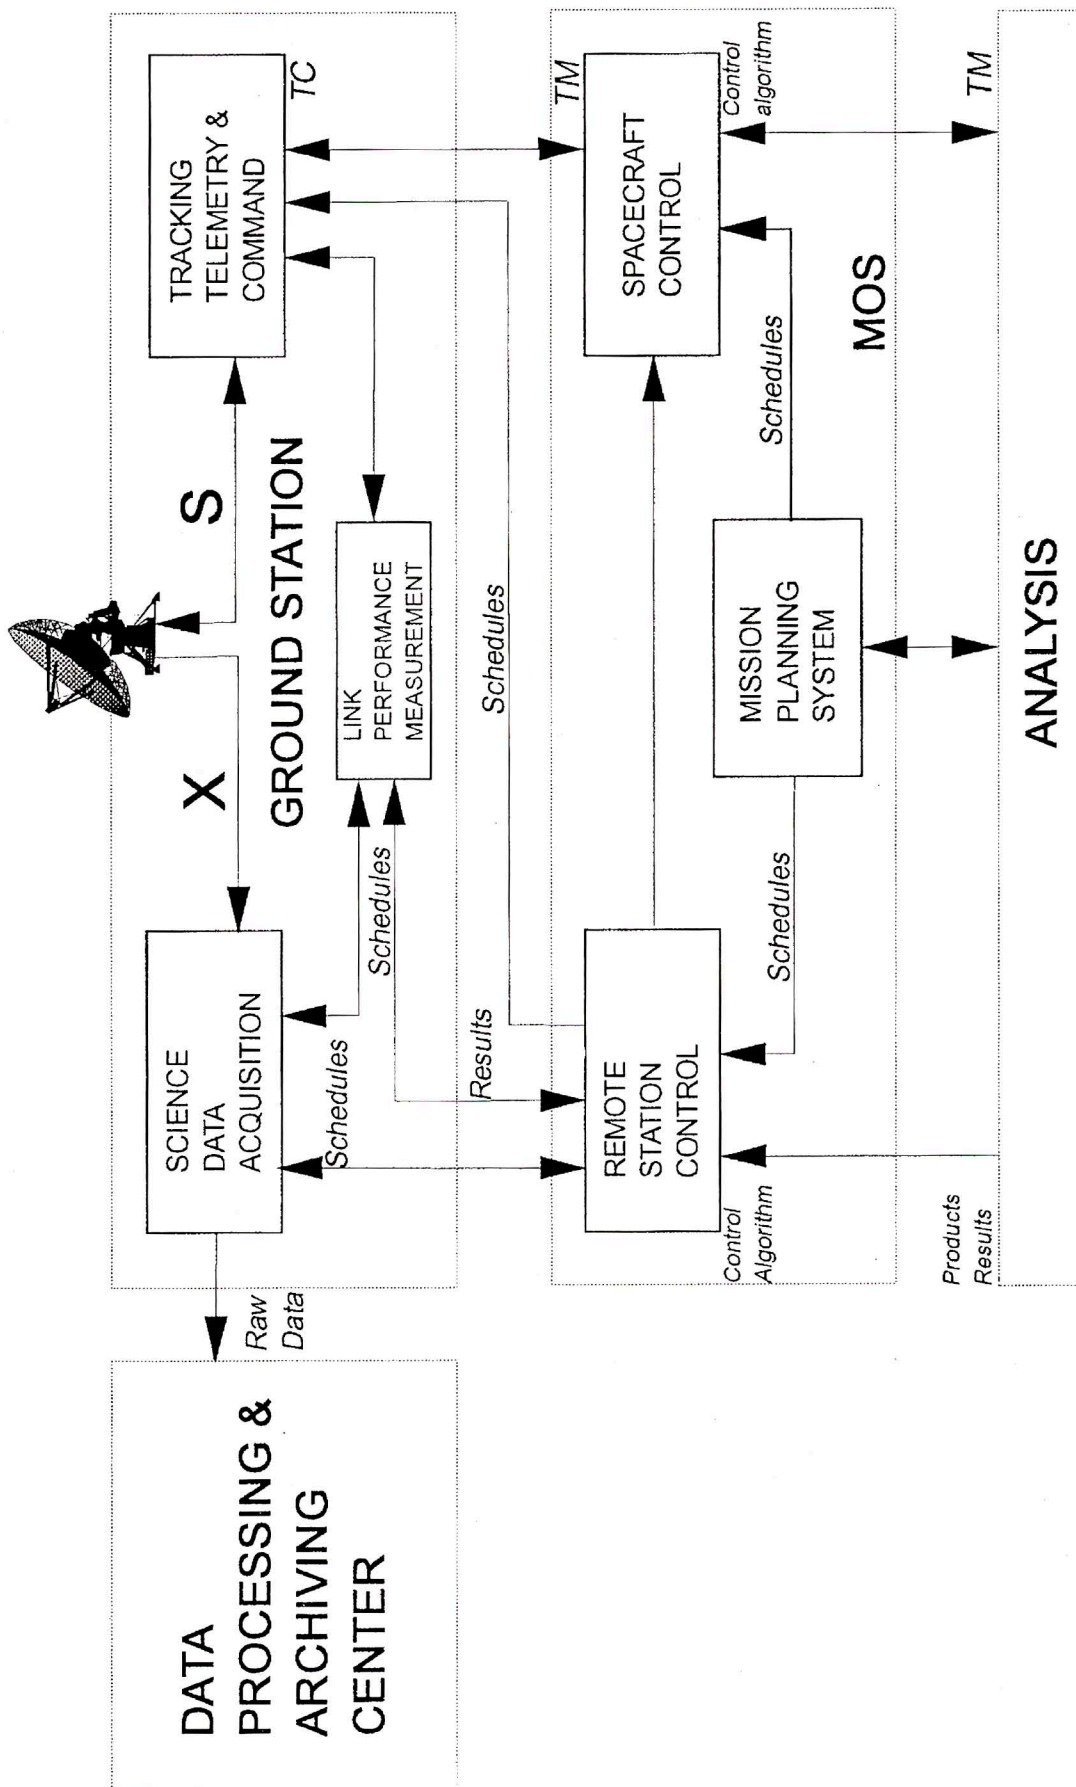 DATA
PROCESSING &
ARCHIVING
CENTER
Raw
Data
SCIENCE
DATA
ACQUISITION
X
S
GROUND STATION
TRACKING
TELEMETRY &
COMMAND
TC
LINK
PERFORMANCE
MEASUREMENT
Schedules
Schedules
Results
Schedules
TM
REMOTE
STATION
CONTROL
SPACECRAFT
CONTROL
Control
Algorithm
Control
algorithm
Schedules
Schedules
MISSION
PLANNING
SYSTEM
MOS
Products
Results
TM
ANALYSIS